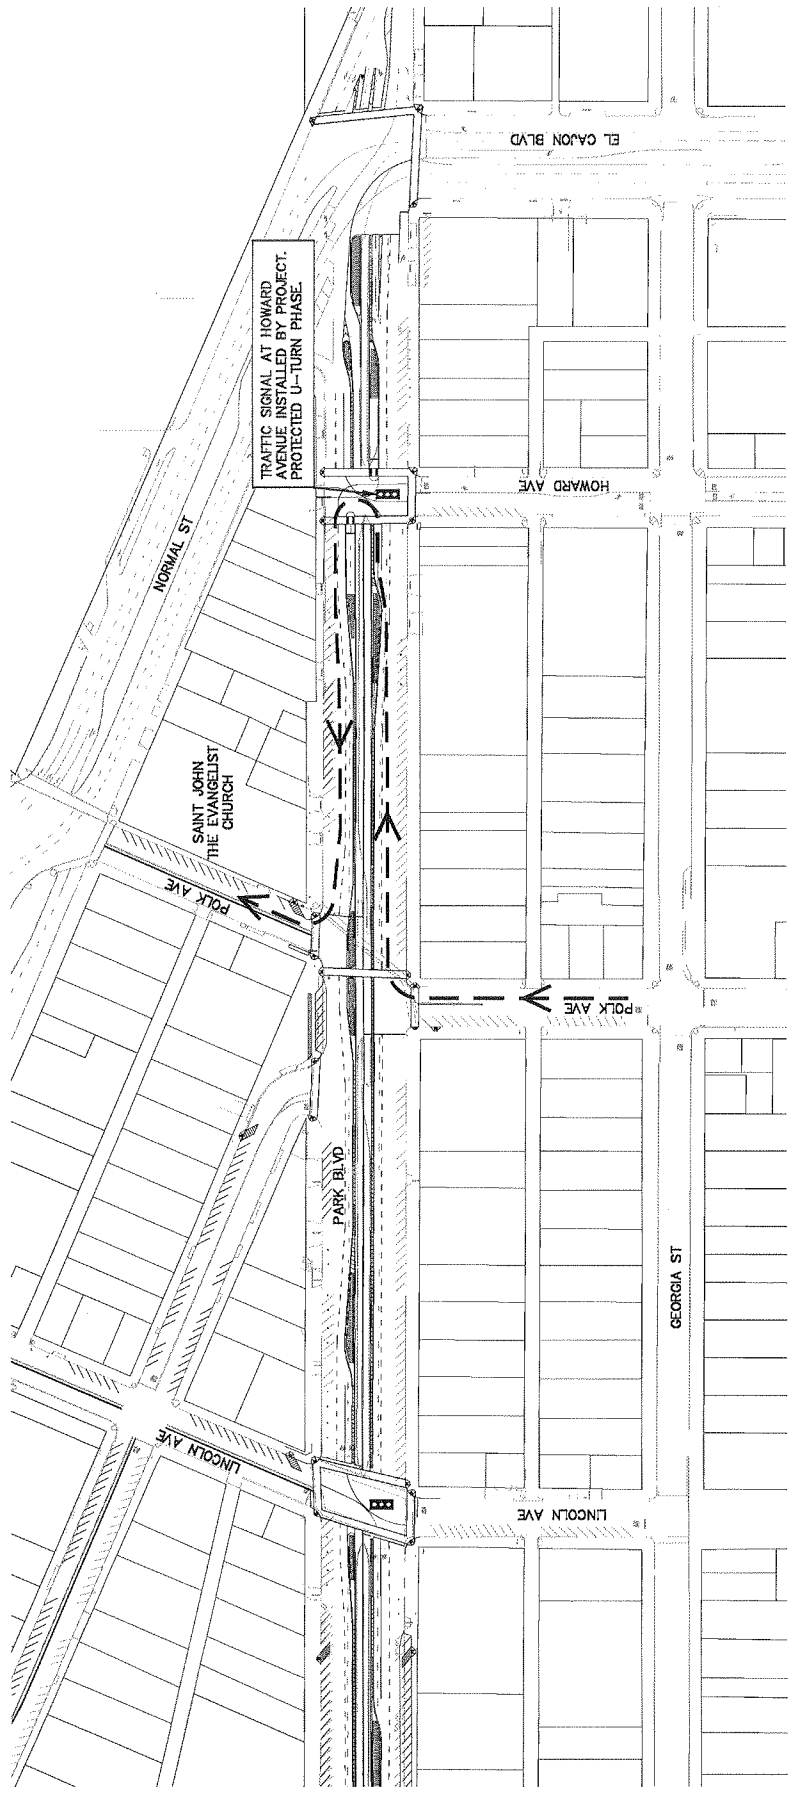 EL CAJON BLVD
TRAFFIC SIGNAL AT HOWARD
AVENUE INSTALLED BY PROJECT.
PROTECTED U-TURN PHASE.
HOWARD AVE
NORMAL ST
SAINT JOHN
THE EVANGELIST
CHURCH
POLK AVE
POLK AVE
PARK BLVD
GEORGIA ST
LINCOLN AVE
LINCOLN AVE